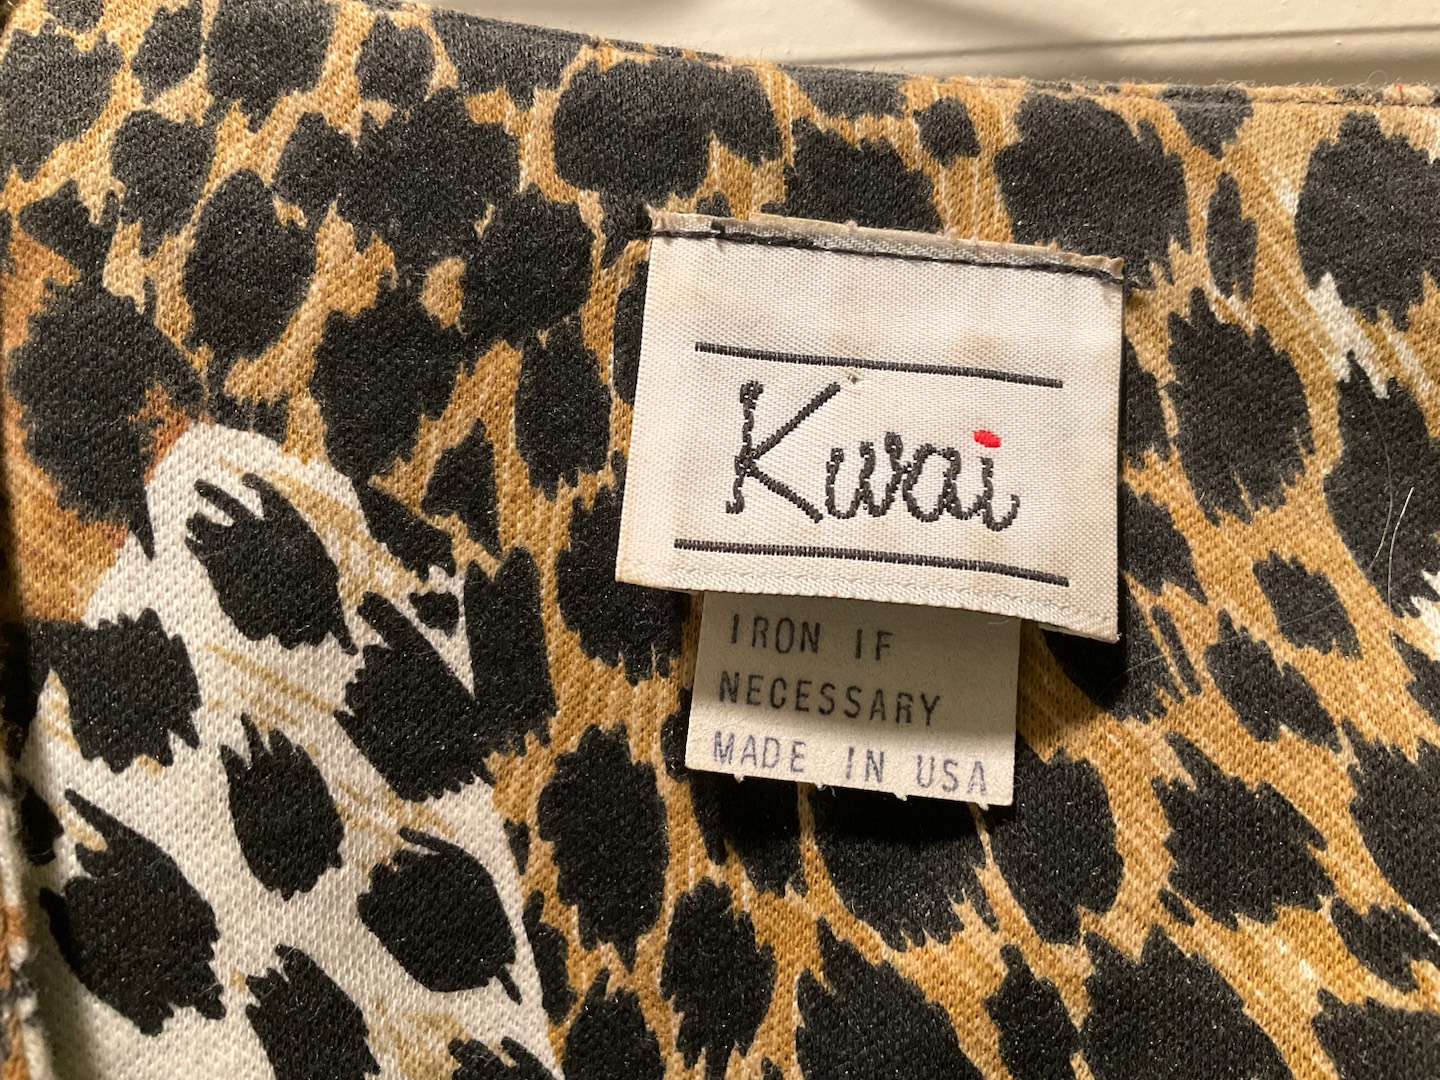 Kwai
IRON IF
NECESSARY
MADE IN USA